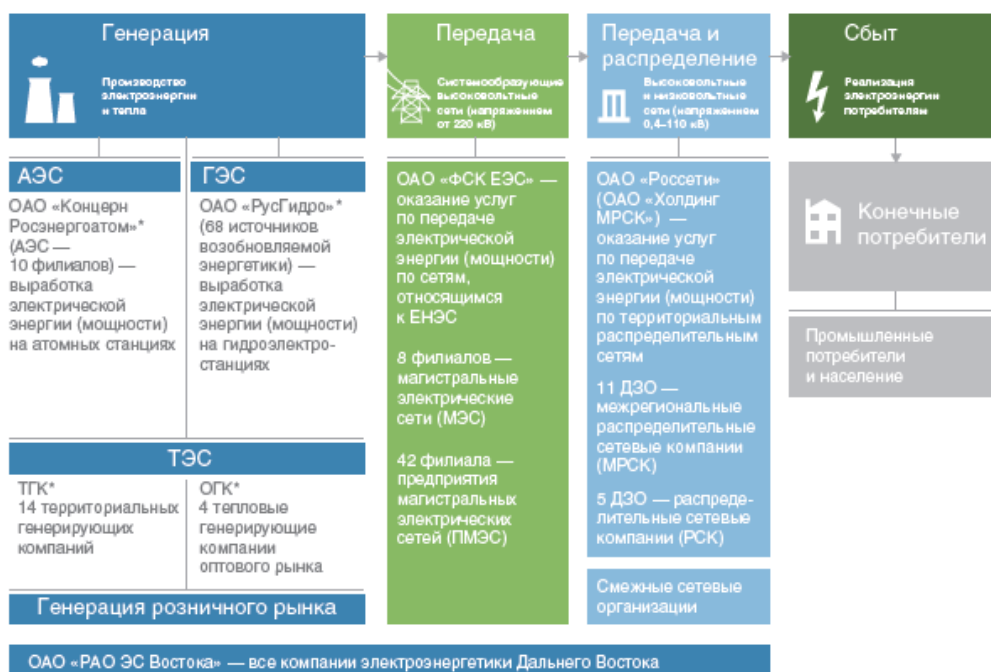 Генерация
Производство
электроэнергии
и тепла
Передача
Системообразующие
высоковольтные
сети (напряжением
от 220 кВ)
Передача и
распределение
Высоковольтные
и низковольтные
сети (напряжением
0,4–110 кВ)
Сбыт
Реализация
электроэнергии
потребителям
АЭС
ОАО «Концерн
Росэнергоатом»*
(АЭС —
10 филиалов) —
выработка
электрической
энергии (мощности)
на атомных станциях
ГЭС
ОАО «РусГидро»*
(68 источников
возобновляемой
энергетики) —
выработка
электрической
энергии (мощности)
на гидроэлектро-
станциях
ТЭС
ТГК*
14 территориальных
генерирующих
компаний
ОГК*
4 тепловые
генерирующие
компании
оптового рынка
Генерация розничного рынка
ОАО «ФСК ЕЭС» —
оказание услуг
по передаче
электрической
энергии (мощности)
по сетям,
относящимся
к ЕНЭС
8 филиалов —
магистральные
электрические
сети (МЭС)
42 филиала —
предприятия
магистральных
электрических
сетей (ПМЭС)
ОАО «Россети»
(ОАО «Холдинг
МРСК») —
оказание услуг
по передаче
электрической
энергии (мощности)
по территориальным
распределительным
сетям
11 ДЗО —
межрегиональные
распределительные
сетевые компании
(МРСК)
5 ДЗО — распреде-
лительные сетевые
компании (РСК)
Смежные сетевые
организации
Конечные
потребители
Промышленные
потребители
и население
ОАО «РАО ЭС Востока» — все компании электроэнергетики Дальнего Востока